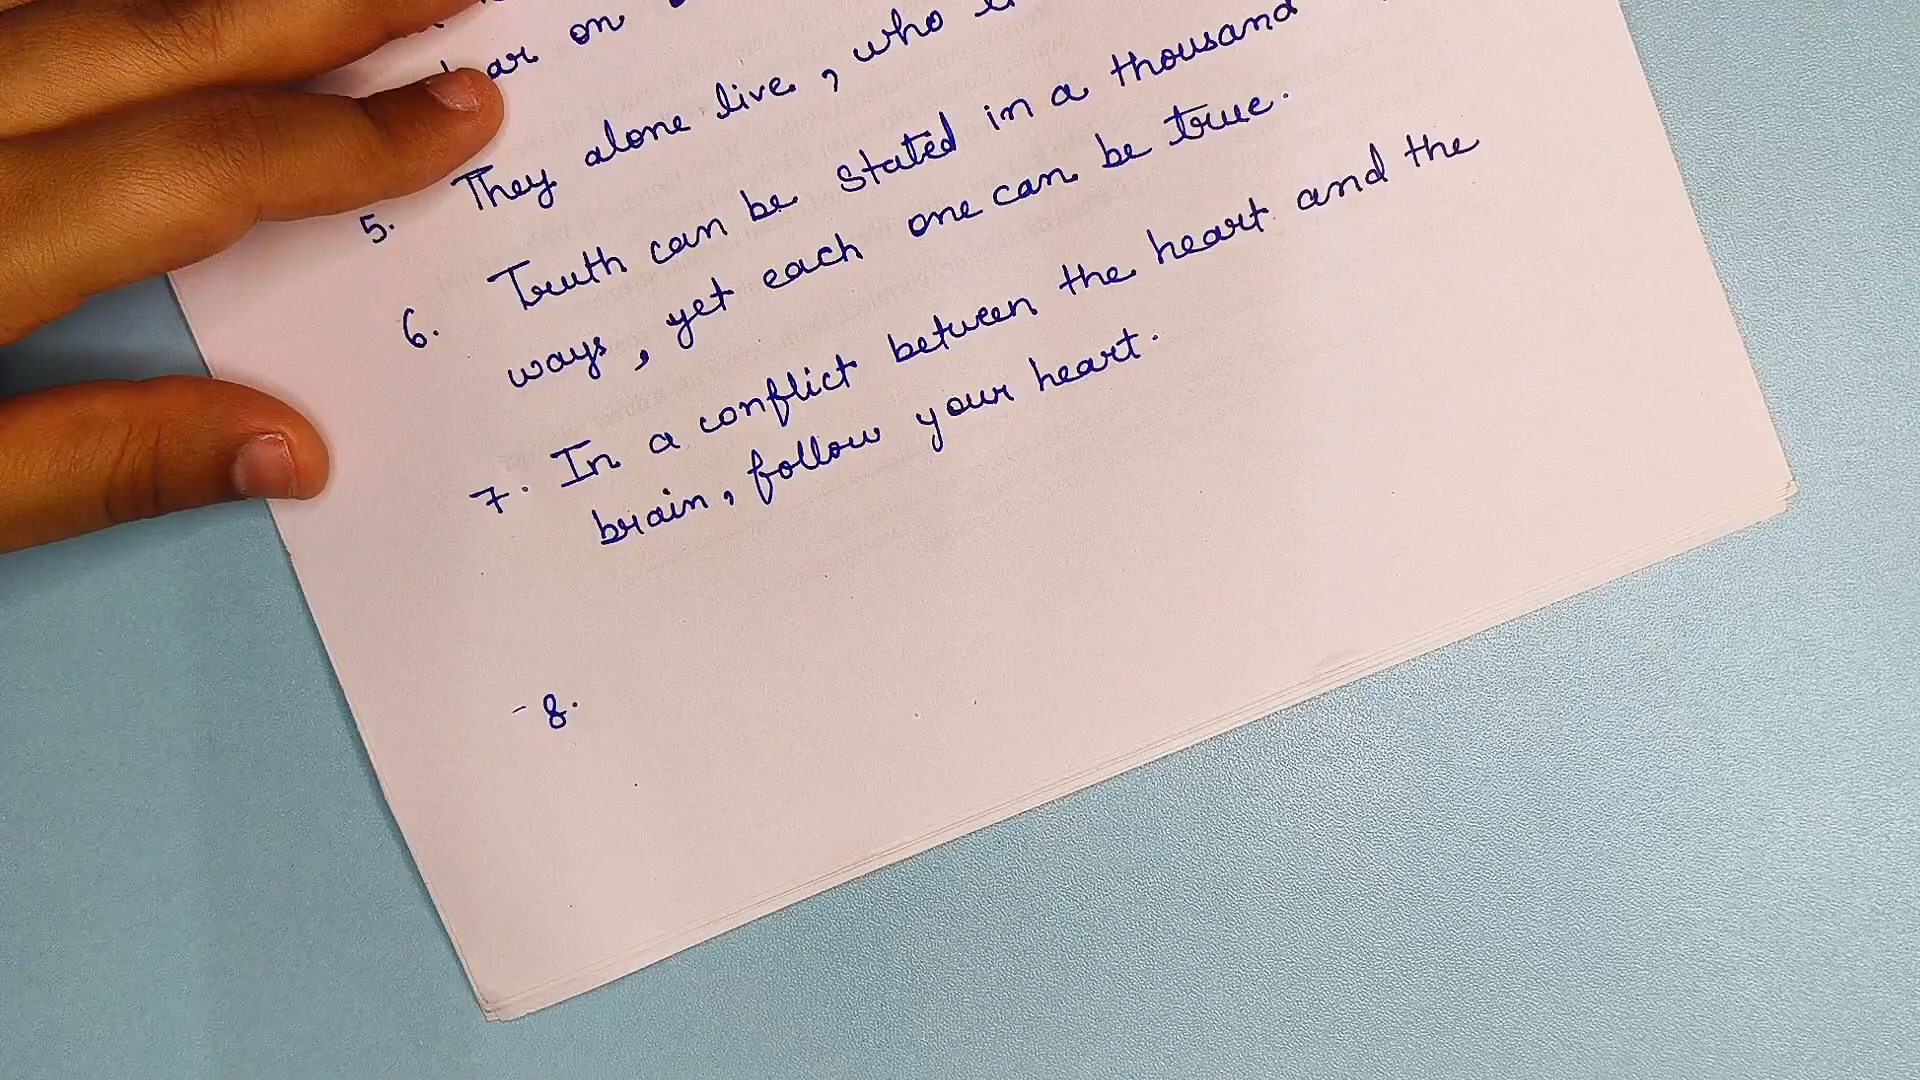 on
5. They alone live, who
6. Truth can be stated in a thousand
ways, yet each one can be true.
7. In a conflict between the heart and the
brain, follow your heart.
- 8.